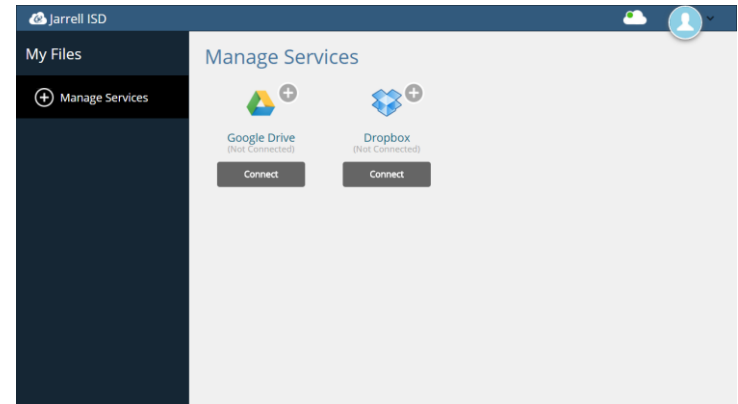 Jarrell ISD
My Files
Manage Services
Manage Services
Google Drive
(Not Connected)
Connect
Dropbox
(Not Connected)
Connect